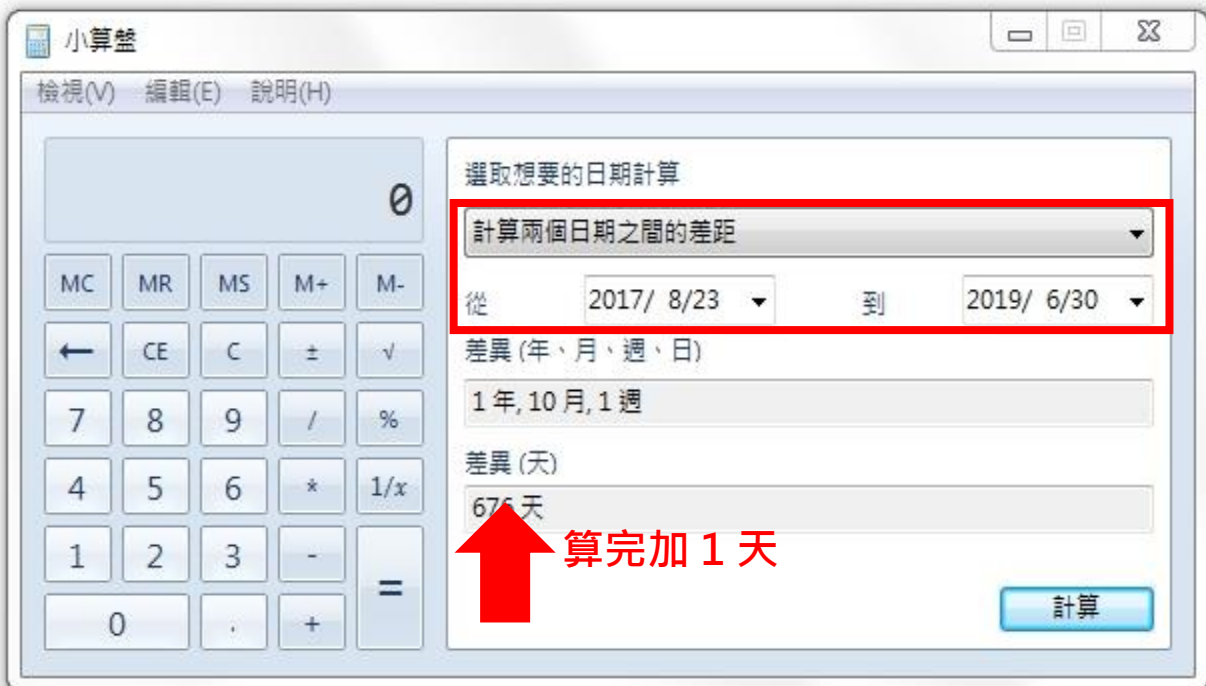 小算盤
檢視(V) 編輯(E) 說明(H)
0
MC MR MS M+ M-
← CE C ± √
7 8 9 / %
4 5 6 * 1/x
1 2 3 - =
0 . +
選取想要的日期計算
計算兩個日期之間的差距
從 2017/ 8/23 到 2019/ 6/30
差異 (年、月、週、日)
1 年, 10 月, 1 週
差異 (天)
676 天
算完加 1 天
計算